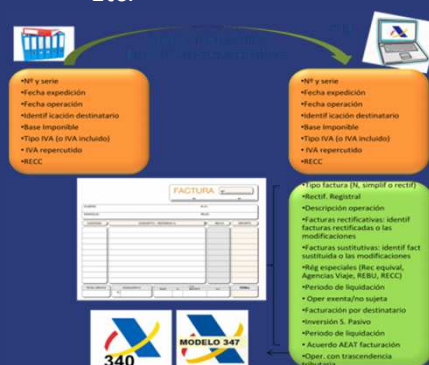 •Nº y serie
•Fecha expedición
•Fecha operación
•Identif icación destinatario
•Base Imponible
•Tipo IVA (o IVA incluido)
• IVA repercutido
•RECC
•Nº y serie
•Fecha expedición
•Fecha operación
•Identif icación destinatario
•Base Imponible
•Tipo IVA (o IVA incluido)
• IVA repercutido
•RECC
•Tipo factura (N, simplif o rectif)
•Rectif. Registral
•Descripción operación
•Facturas rectificativas: identif
facturas rectificadas o las
modificaciones
•Facturas sustitutivas: identif fact
sustituida o las modificaciones
•Rég especiales (Rec equival,
Agencias Viaje, REBU, RECC)
•Periodo de liquidación
• Oper exenta/no sujeta
•Facturación por destinatario
•Inversión S. Pasivo
•Periodo de liquidación
• Acuerdo AEAT facturación
•Oper. con trascendencia
tributaria
FACTURA
340
MODELO 347